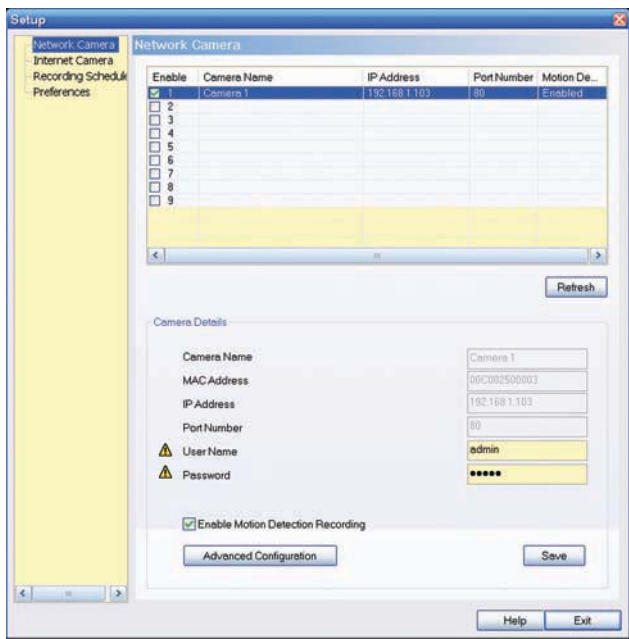 Setup
Network Camera
Internet Camera
Recording Schedule
Preferences
Network Camera
Enable Camera Name IP Address Port Number Motion De...
1 Camera 1 192.168.1.103 80 Enabled
2
3
4
5
6
7
8
9
Refresh
Camera Details
Camera Name Camera 1
MAC Address 00C002500003
IP Address 192.168.1.103
Port Number 80
User Name admin
Password •••••
Enable Motion Detection Recording
Advanced Configuration Save
Help Exit